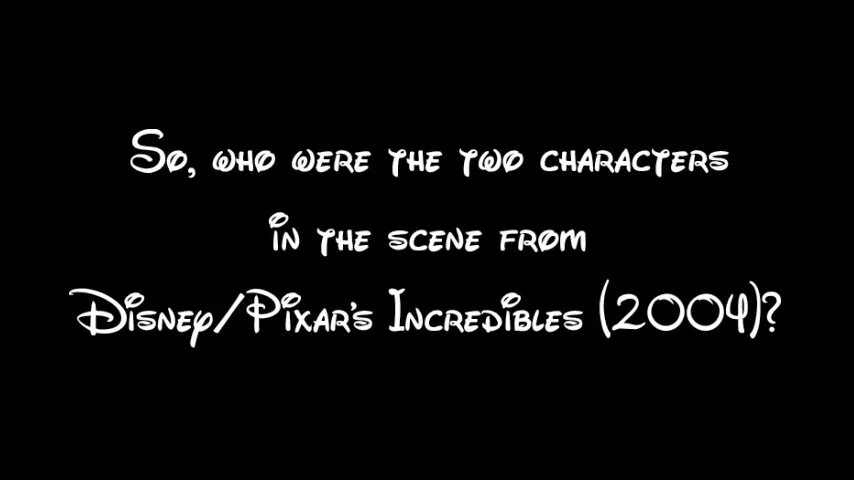 So, who were the two characters
in the scene from
Disney/Pixar's Incredibles (2004)?